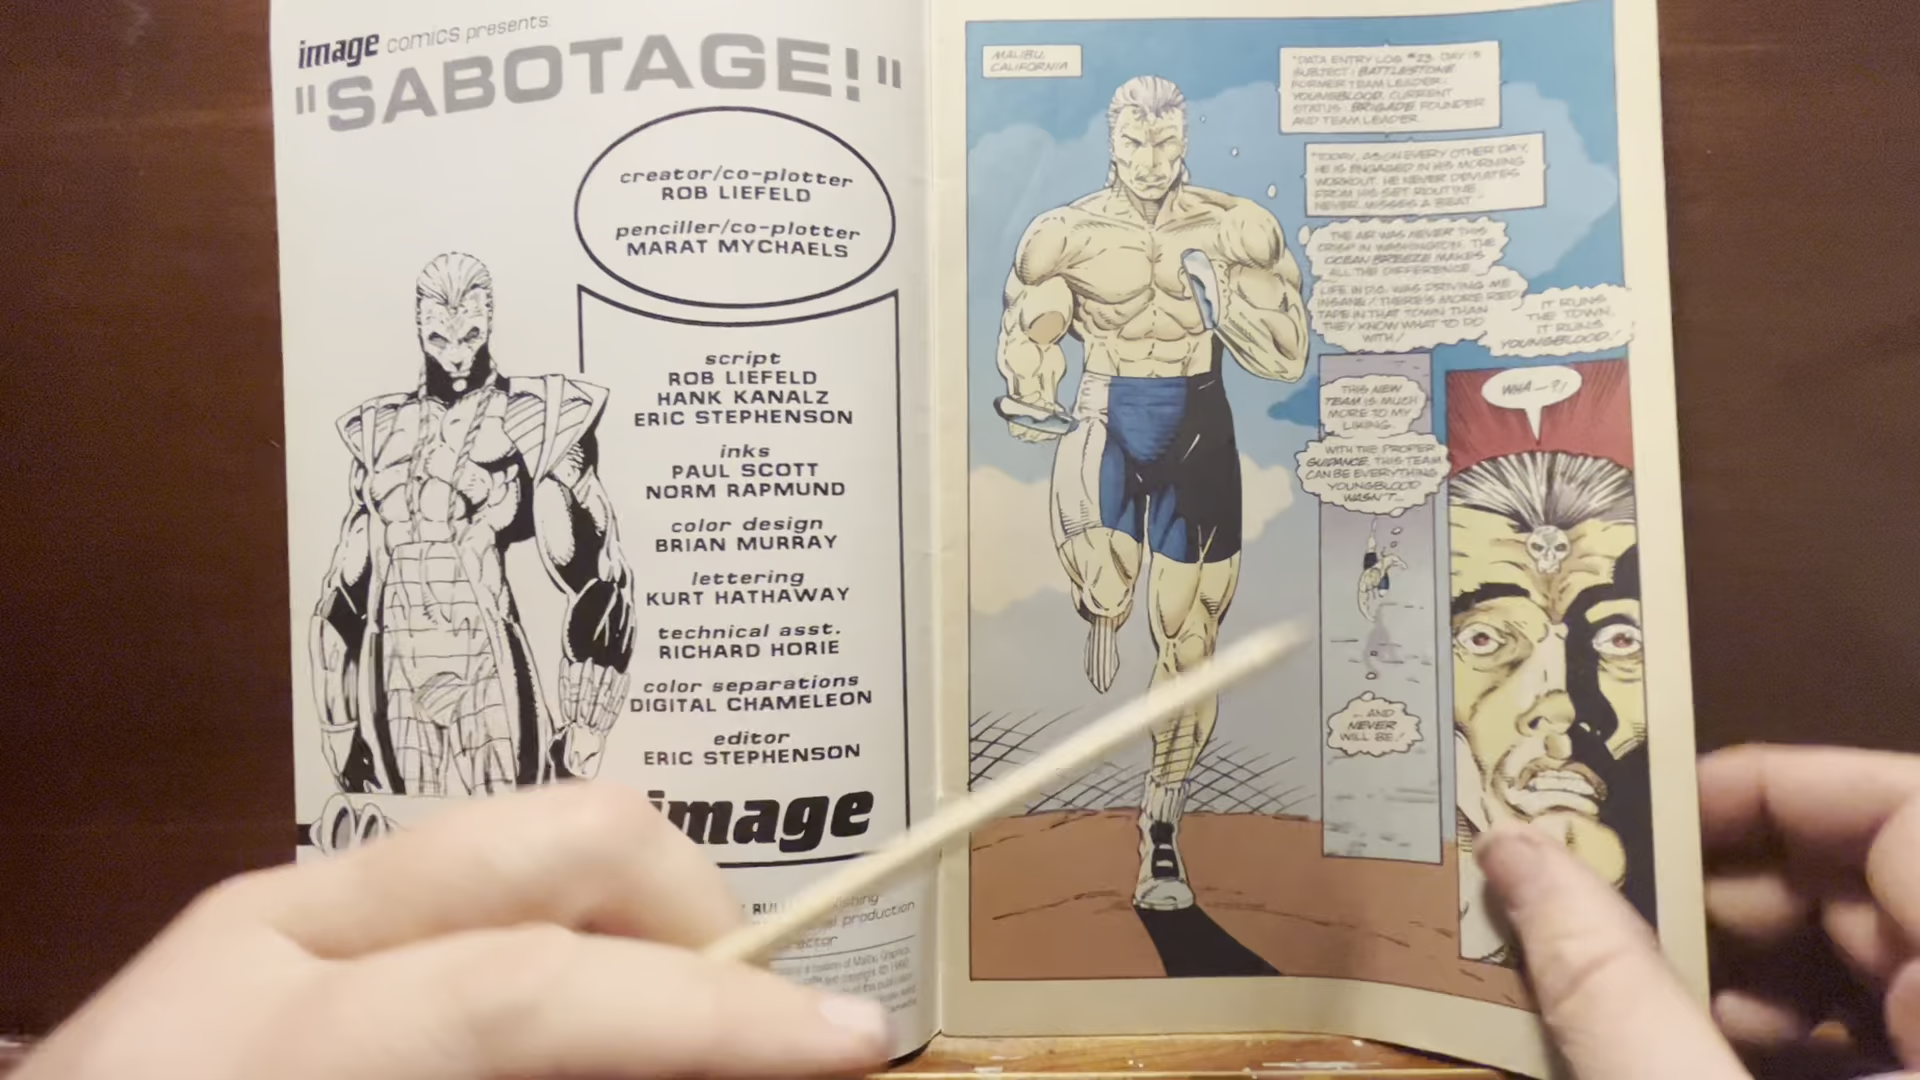 image comics presents
"SABOTAGE!"
creator/co-plotter
ROB LIEFELD
penciller/co-plotter
MARAT MYCHAELS
script
ROB LIEFELD
HANK KANALZ
ERIC STEPHENSON
inks
PAUL SCOTT
NORM RAPMUND
color design
BRIAN MURRAY
lettering
KURT HATHAWAY
technical asst.
RICHARD HORIE
color separations
DIGITAL CHAMELEON
editor
ERIC STEPHENSON
image
production
MALIBU,
CALIFORNIA
"DATA ENTRY LOG #23. DAY 15
SUBJECT: BATTLESTONE.
FORMER TEAM LEADER:
YOUNGBLOOD. CURRENT
STATUS: BRIGADE FOUNDER
AND TEAM LEADER.
"TODAY, AS ON EVERY OTHER DAY,
HE IS ENGAGED IN HIS MORNING
WORKOUT. HE NEVER DEVIATES
FROM HIS SET ROUTINE.
NEVER MISSES A BEAT."
THE AIR WAS NEVER THIS
CRISP IN WASHINGTON. THE
OCEAN BREEZE MAKES
ALL THE DIFFERENCE.
LIFE IN D.C. WAS DRIVING ME
INSANE! THERE'S MORE RED
TAPE IN THAT TOWN THAN
THEY KNOW WHAT TO DO
WITH!
IT RUNS
THE TOWN.
IT RUNS
YOUNGBLOOD!
THIS NEW
TEAM IS MUCH
MORE TO MY
LIKING.
WITH THE PROPER
GUIDANCE, THIS TEAM
CAN BE EVERYTHING
YOUNGBLOOD
WASN'T...
...AND
NEVER
WILL BE!
WHA--?!